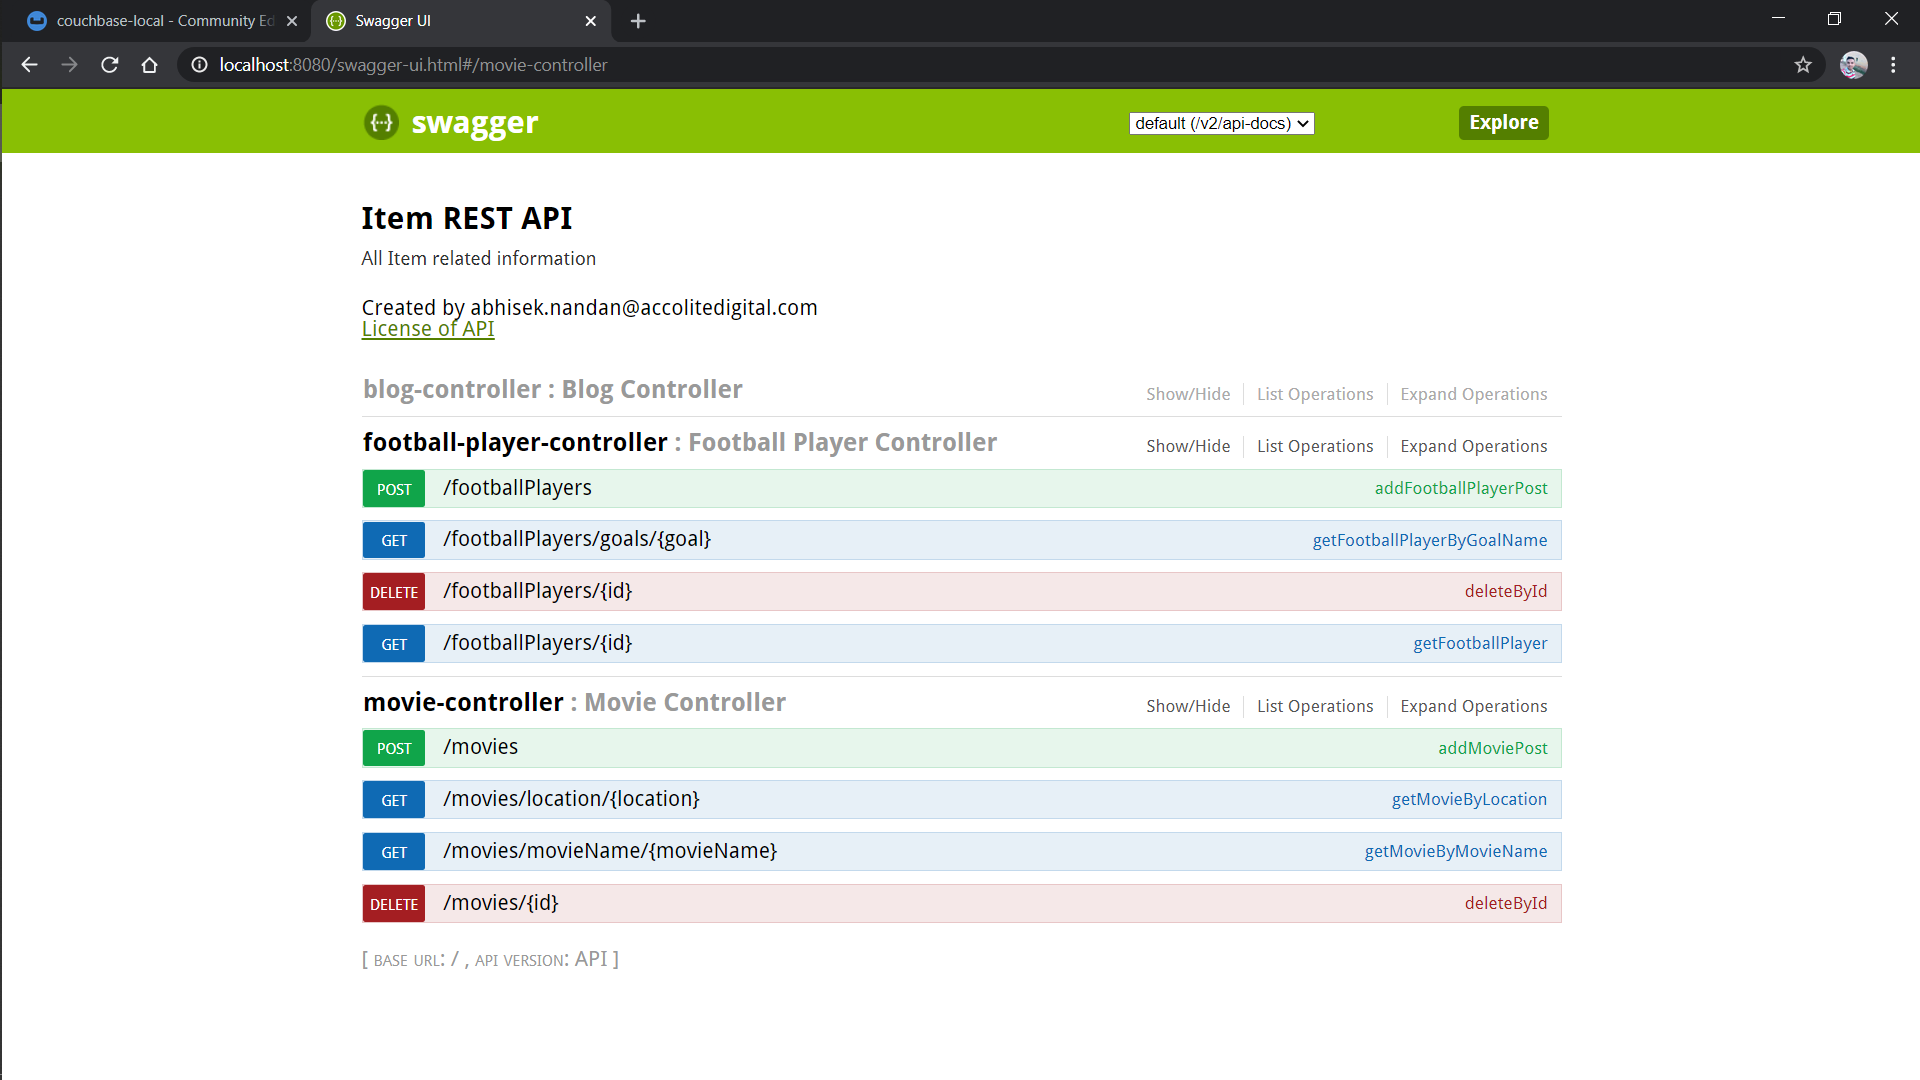 couchbase-local - Community Ed
Swagger UI
localhost:8080/swagger-ui.html#/movie-controller
{··} swagger
default (/v2/api-docs)
Explore
Item REST API
All Item related information
Created by abhisek.nandan@accolitedigital.com
License of API
blog-controller : Blog Controller Show/Hide List Operations Expand Operations
football-player-controller : Football Player Controller Show/Hide List Operations Expand Operations
POST /footballPlayers addFootballPlayerPost
GET /footballPlayers/goals/{goal} getFootballPlayerByGoalName
DELETE /footballPlayers/{id} deleteById
GET /footballPlayers/{id} getFootballPlayer
movie-controller : Movie Controller Show/Hide List Operations Expand Operations
POST /movies addMoviePost
GET /movies/location/{location} getMovieByLocation
GET /movies/movieName/{movieName} getMovieByMovieName
DELETE /movies/{id} deleteById
[ BASE URL: / , API VERSION: API ]